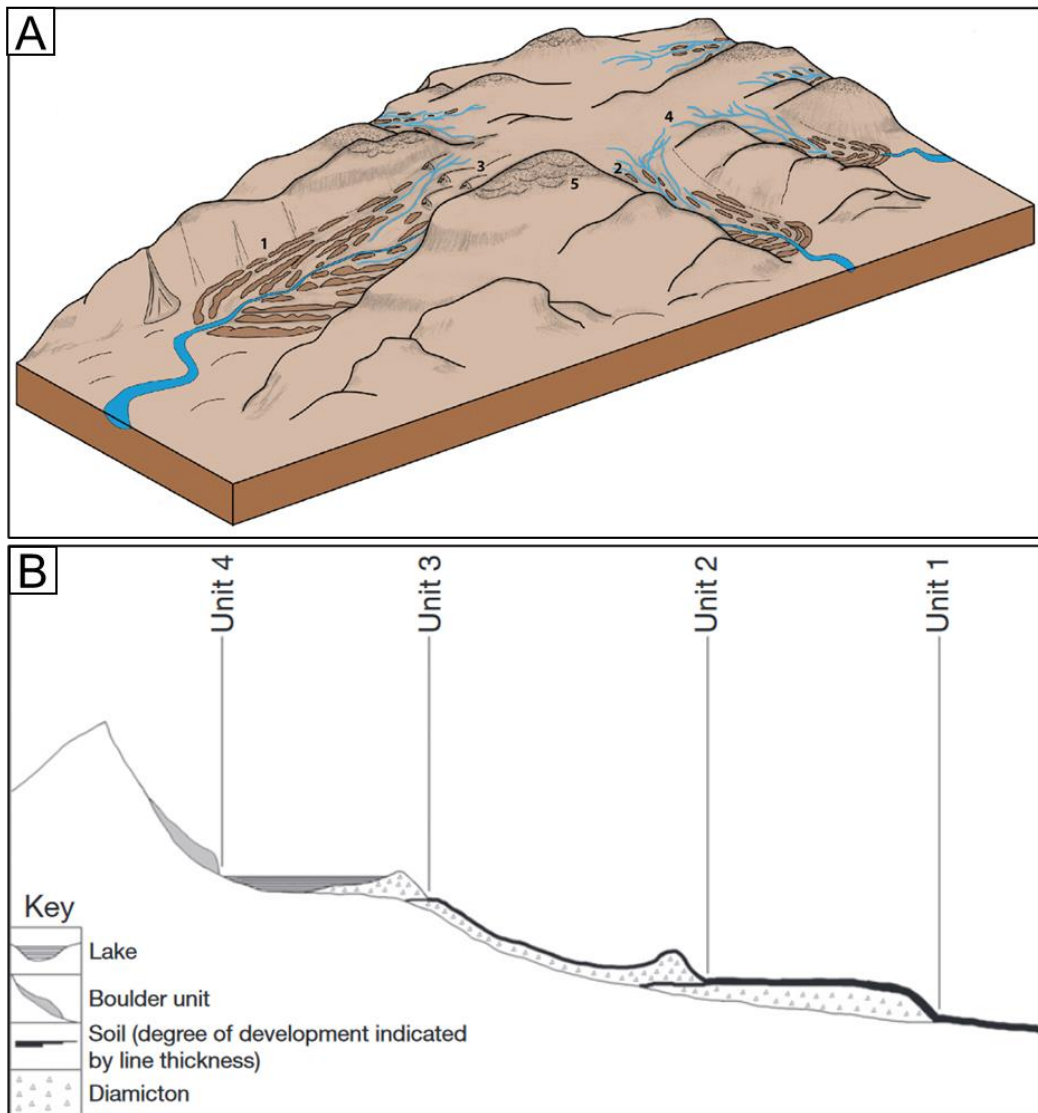 A
1
2
3
4
5
B
Unit 4
Unit 3
Unit 2
Unit 1
Key
Lake
Boulder unit
Soil (degree of development indicated
by line thickness)
Diamicton